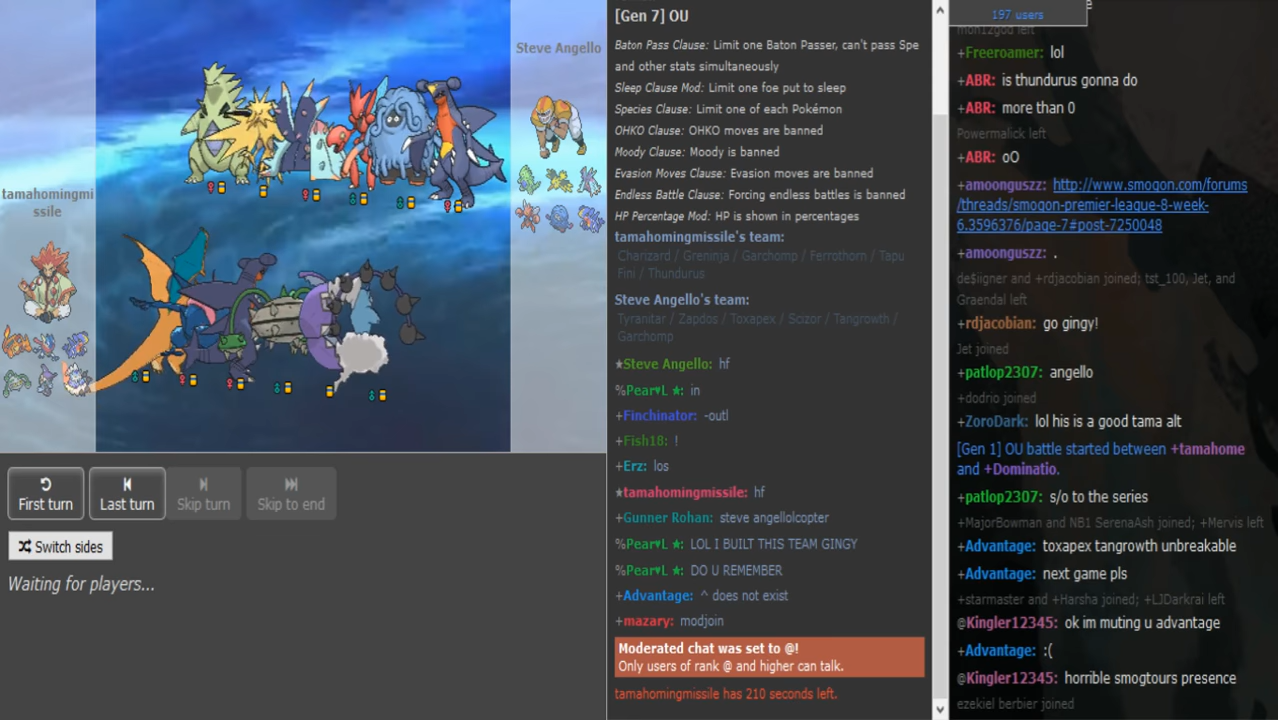 tamahomingmi
ssile
Steve Angello
First turn
Last turn
Skip turn
Skip to end
Switch sides
Waiting for players...
[Gen 7] OU
Baton Pass Clause: Limit one Baton Passer, can't pass Spe
and other stats simultaneously
Sleep Clause Mod: Limit one foe put to sleep
Species Clause: Limit one of each Pokémon
OHKO Clause: OHKO moves are banned
Moody Clause: Moody is banned
Evasion Moves Clause: Evasion moves are banned
Endless Battle Clause: Forcing endless battles is banned
HP Percentage Mod: HP is shown in percentages
tamahomingmissile's team:
Charizard / Greninja / Garchomp / Ferrothorn / Tapu
Fini / Thundurus
Steve Angello's team:
Tyranitar / Zapdos / Toxapex / Scizor / Tangrowth /
Garchomp
★Steve Angello: hf
%Pear♥L ★: in
+Finchinator: -outl
+Fish18: !
+Erz: los
★tamahomingmissile: hf
+Gunner Rohan: steve angellolcopter
%Pear♥L ★: LOL I BUILT THIS TEAM GINGY
%Pear♥L ★: DO U REMEMBER
+Advantage: ^ does not exist
+mazary: modjoin
Moderated chat was set to @!
Only users of rank @ and higher can talk.
tamahomingmissile has 210 seconds left.
197 users
mon12god left
+Freeroamer: lol
+ABR: is thundurus gonna do
+ABR: more than 0
Powermalick left
+ABR: oO
+amoonguszz: http://www.smogon.com/forums
/threads/smogon-premier-league-8-week-
6.3596376/page-7#post-7250048
+amoonguszz: .
de$iigner and +rdjacobian joined; tst_100, Jet, and
Graendal left
+rdjacobian: go gingy!
Jet joined
+patlop2307: angello
+dodrio joined
+ZoroDark: lol his is a good tama alt
[Gen 1] OU battle started between +tamahome
and +Dominatio.
+patlop2307: s/o to the series
+MajorBowman and NB1 SerenaAsh joined; +Mervis left
+Advantage: toxapex tangrowth unbreakable
+Advantage: next game pls
+starmaster and +Harsha joined; +LJDarkrai left
@Kingler12345: ok im muting u advantage
+Advantage: :(
@Kingler12345: horrible smogtours presence
ezekiel berbier joined